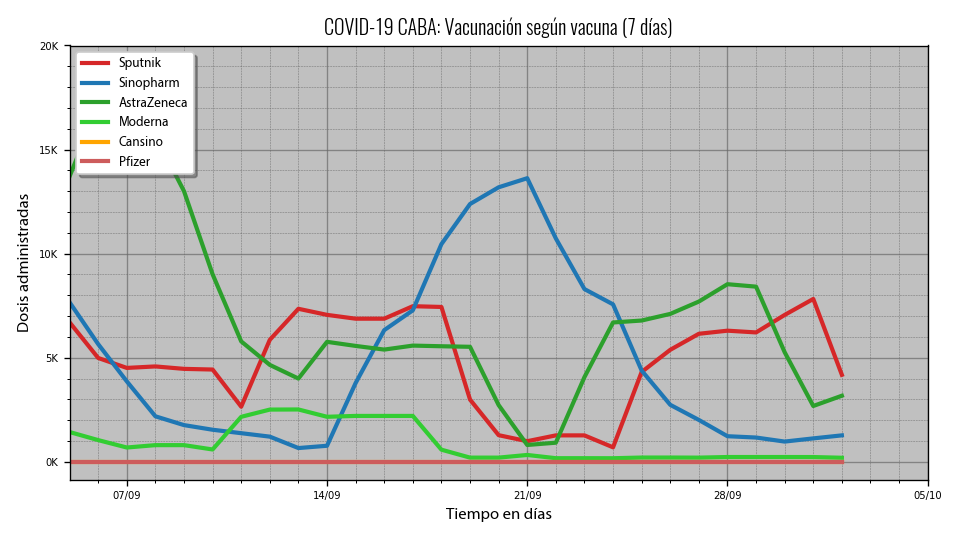 COVID-19 CABA: Vacunación según vacuna (7 días)
20K
15K
10K
5K
0K
Dosis administradas
Sputnik
Sinopharm
AstraZeneca
Moderna
Cansino
Pfizer
07/09
14/09
21/09
28/09
05/10
Tiempo en días